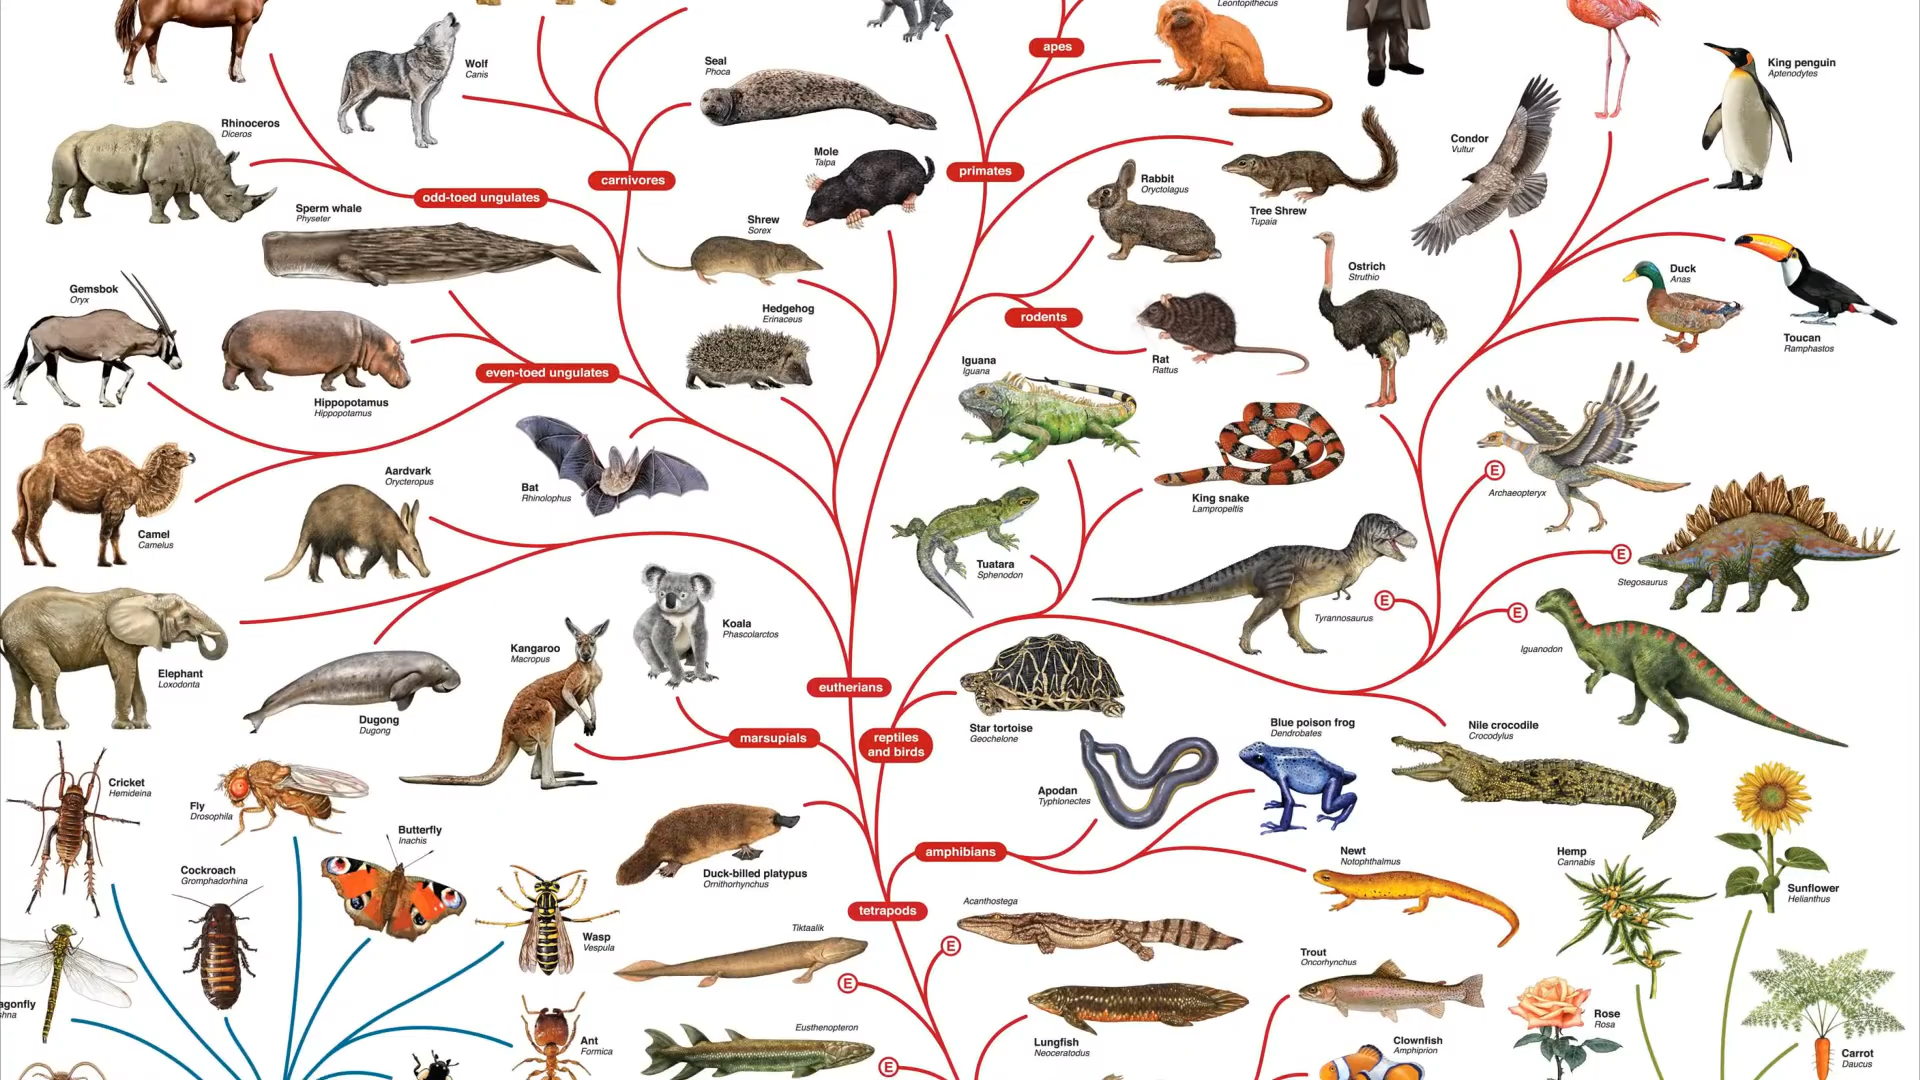 Leontopithecus
apes
Wolf
Canis
Seal
Phoca
King penguin
Aptenodytes
Rhinoceros
Diceros
Mole
Talpa
Condor
Vultur
carnivores
primates
odd-toed ungulates
Rabbit
Oryctolagus
Sperm whale
Physeter
Shrew
Sorex
Tree Shrew
Tupaia
Ostrich
Struthio
Duck
Anas
Gemsbok
Oryx
Hedgehog
Erinaceus
rodents
Toucan
Ramphastos
Iguana
Iguana
Rat
Rattus
even-toed ungulates
Hippopotamus
Hippopotamus
Aardvark
Orycteropus
Bat
Rhinolophus
King snake
Lampropeltis
E
Archaeopteryx
Camel
Camelus
Tuatara
Sphenodon
E
Stegosaurus
E
Tyrannosaurus
E
Iguanodon
Koala
Phascolarctos
Kangaroo
Macropus
Elephant
Loxodonta
eutherians
Dugong
Dugong
Star tortoise
Geochelone
Blue poison frog
Dendrobates
Nile crocodile
Crocodylus
marsupials
reptiles
and birds
Cricket
Hemideina
Apodan
Typhlonectes
Fly
Drosophila
Butterfly
Inachis
amphibians
Newt
Notophthalmus
Hemp
Cannabis
Cockroach
Gromphadorhina
Duck-billed platypus
Ornithorhynchus
Sunflower
Helianthus
tetrapods
Acanthostega
Wasp
Vespula
Tiktaalik
E
E
Trout
Oncorhynchus
agonfly
shna
Rose
Rosa
Ant
Formica
Eusthenopteron
E
Lungfish
Neoceratodus
Clownfish
Amphiprion
Carrot
Daucus